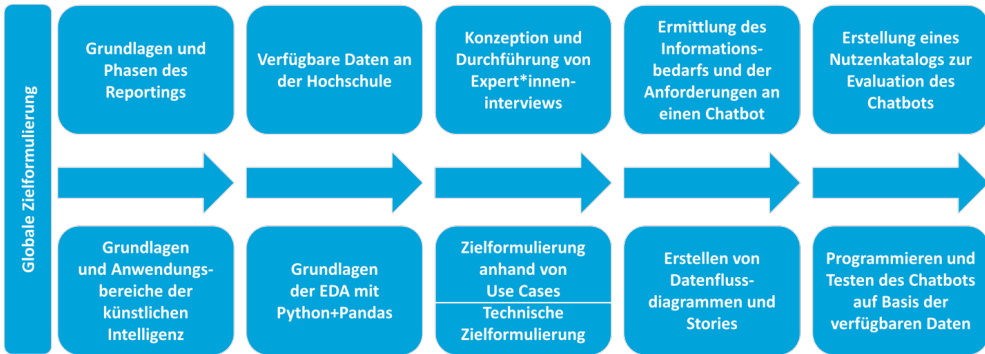 Globale Zielformulierung
Grundlagen und
Phasen des
Reportings
Verfügbare Daten an
der Hochschule
Konzeption und
Durchführung von
Expert*innen-
interviews
Ermittlung des
Informations-
bedarfs und der
Anforderungen an
einen Chatbot
Erstellung eines
Nutzenkatalogs zur
Evaluation des
Chatbots
Grundlagen
und Anwendungs-
bereiche der
künstlichen
Intelligenz
Grundlagen
der EDA mit
Python+Pandas
Zielformulierung
anhand von
Use Cases
Technische
Zielformulierung
Erstellen von
Datenfluss-
diagrammen und
Stories
Programmieren und
Testen des Chatbots
auf Basis der
verfügbaren Daten